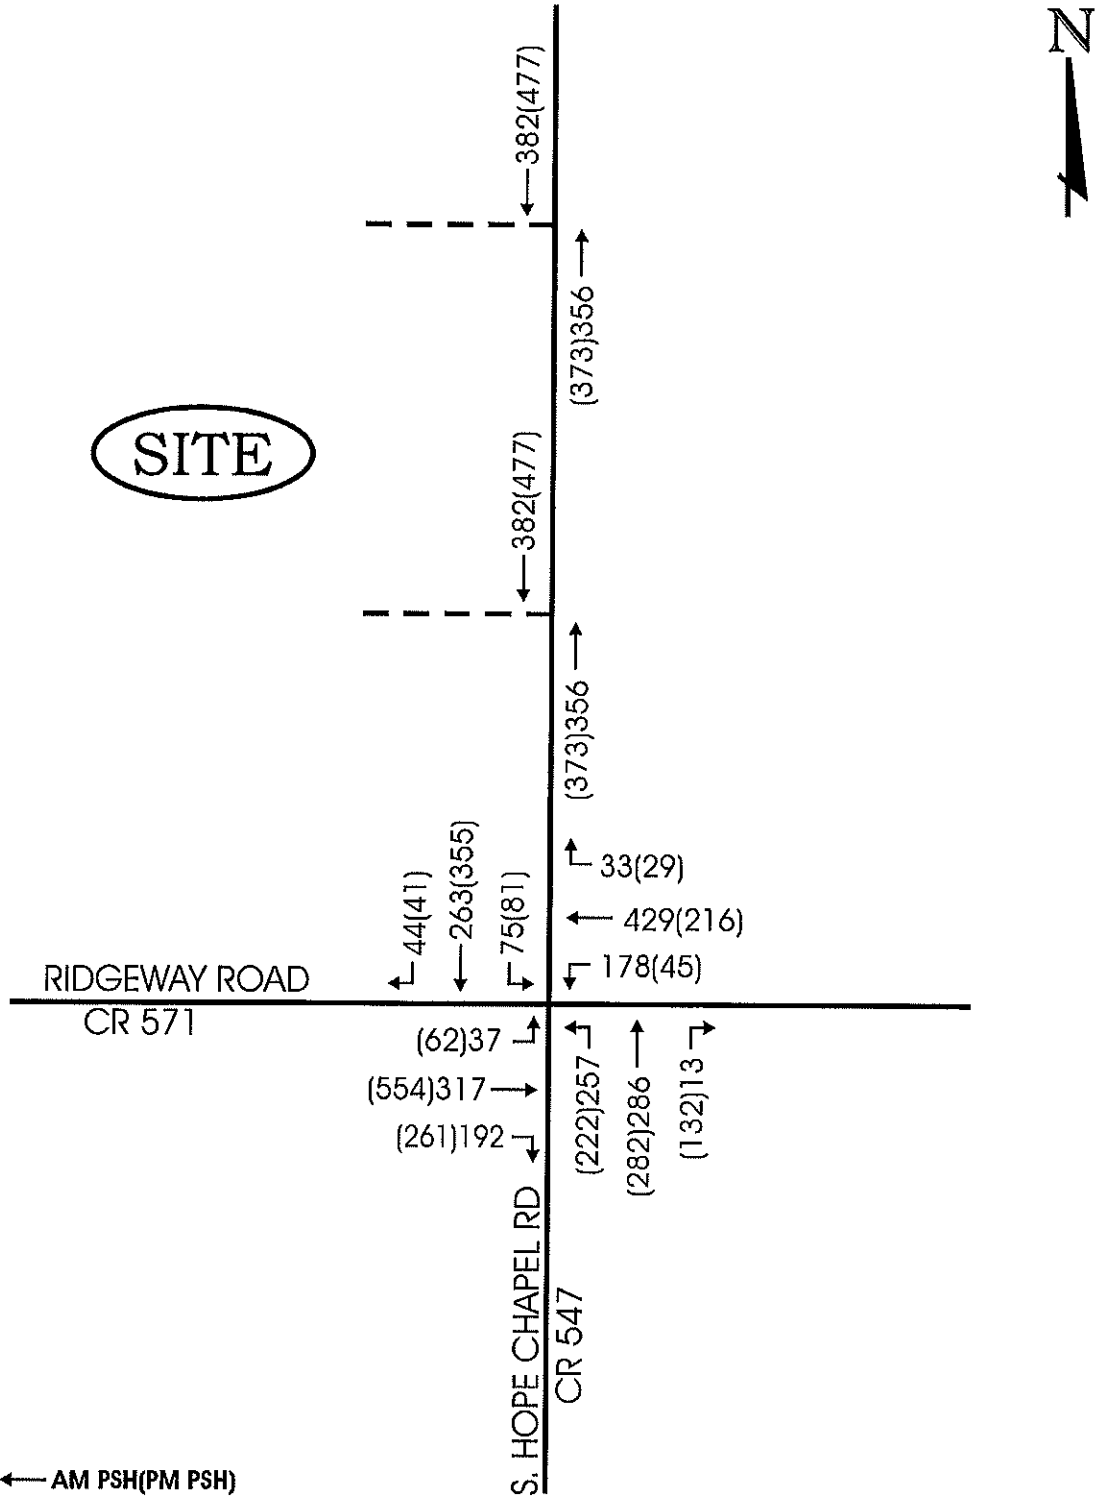 N
382(477)
(373)356
SITE
382(477)
(373)356
44(41)
263(355)
75(81)
33(29)
429(216)
178(45)
RIDGEWAY ROAD
CR 571
(62)37
(554)317
(261)192
(222)257
(282)286
(132)13
S. HOPE CHAPEL RD
CR 547
AM PSH(PM PSH)